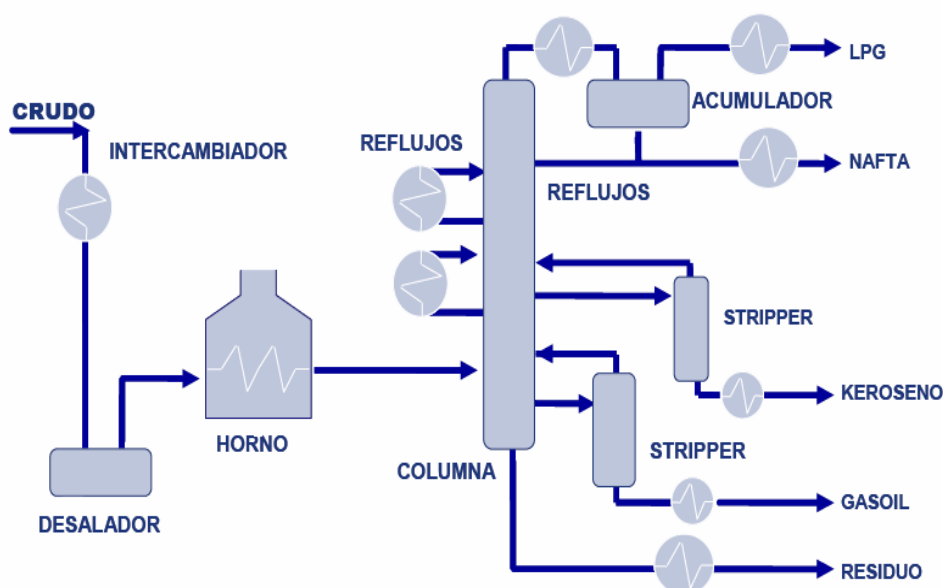 LPG
CRUDO
ACUMULADOR
INTERCAMBIADOR
REFLUJOS
NAFTA
REFLUJOS
STRIPPER
KEROSENO
HORNO
STRIPPER
COLUMNA
GASOIL
DESALADOR
RESIDUO